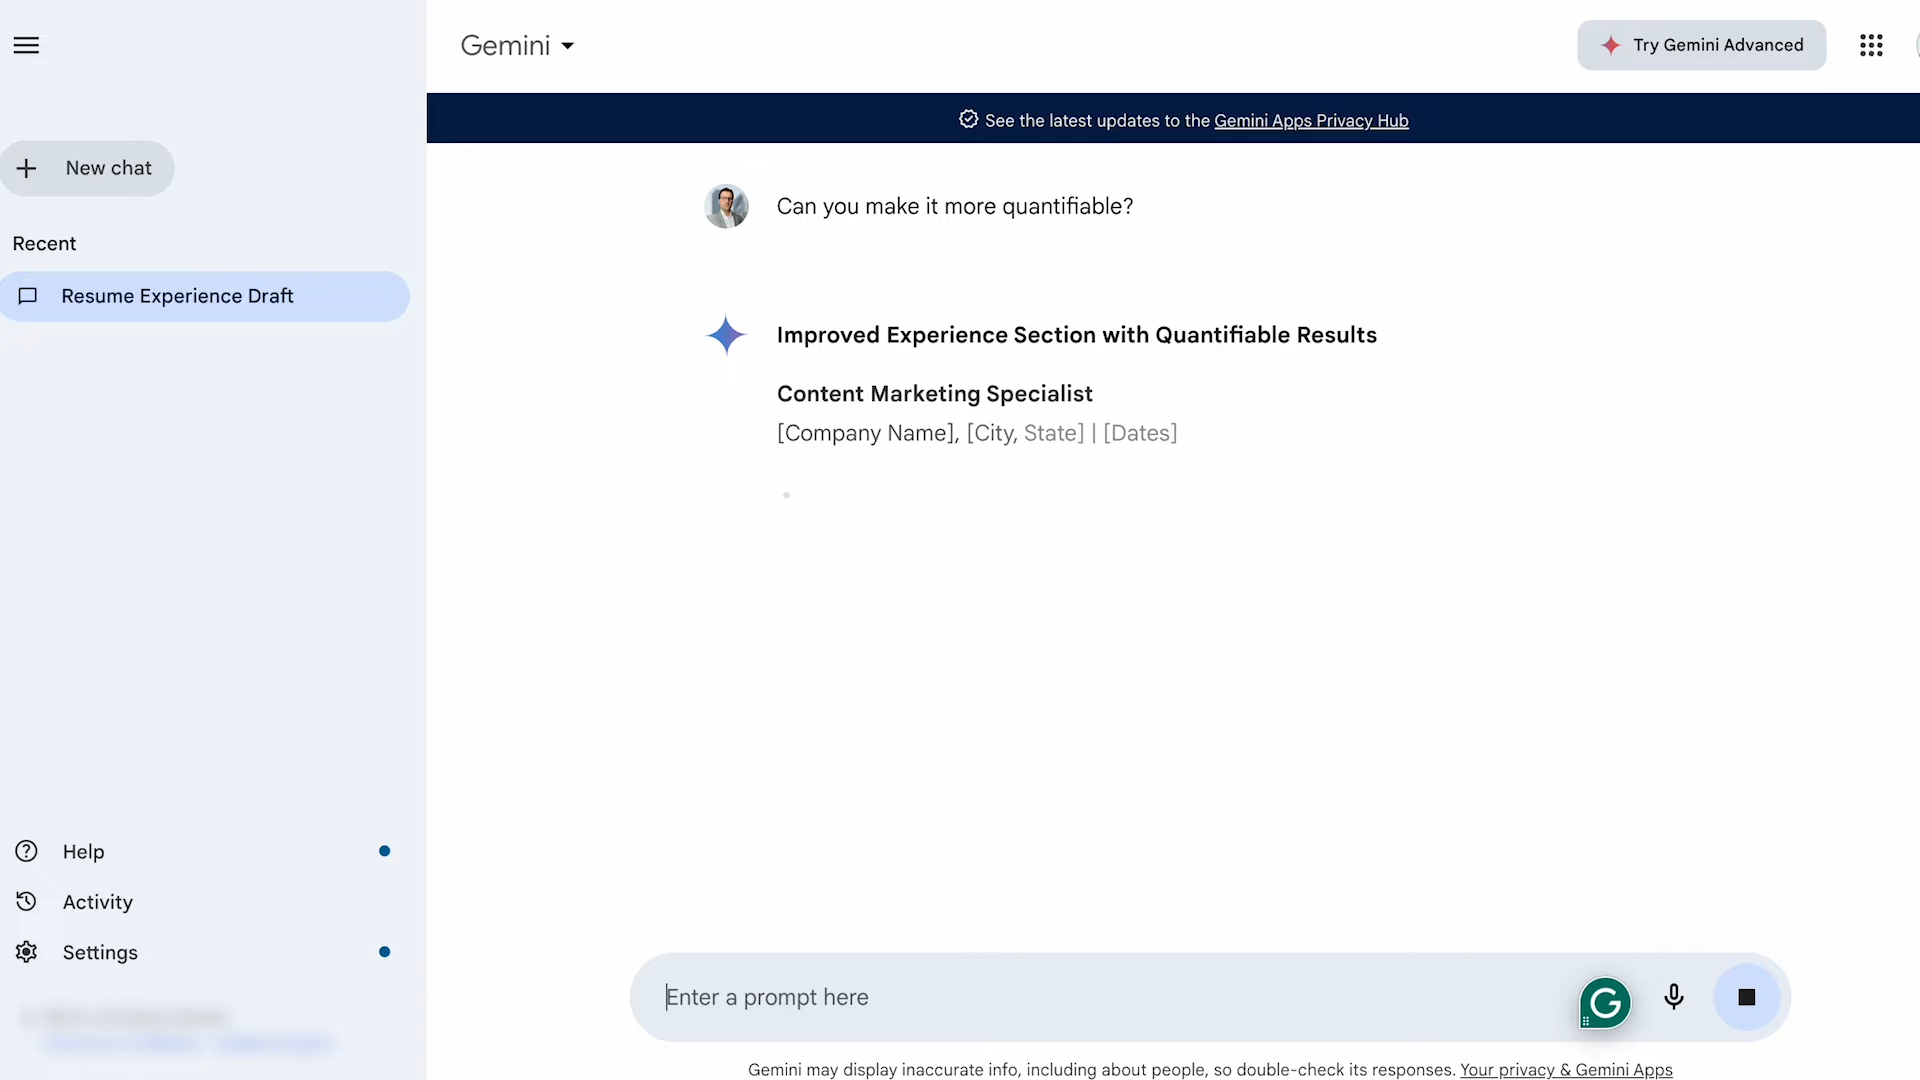 Gemini
Try Gemini Advanced
See the latest updates to the Gemini Apps Privacy Hub
New chat
Recent
Resume Experience Draft
Can you make it more quantifiable?
Improved Experience Section with Quantifiable Results
Content Marketing Specialist
[Company Name], [City, State] | [Dates]
Help
Activity
Settings
Enter a prompt here
G
Gemini may display inaccurate info, including about people, so double-check its responses. Your privacy & Gemini Apps